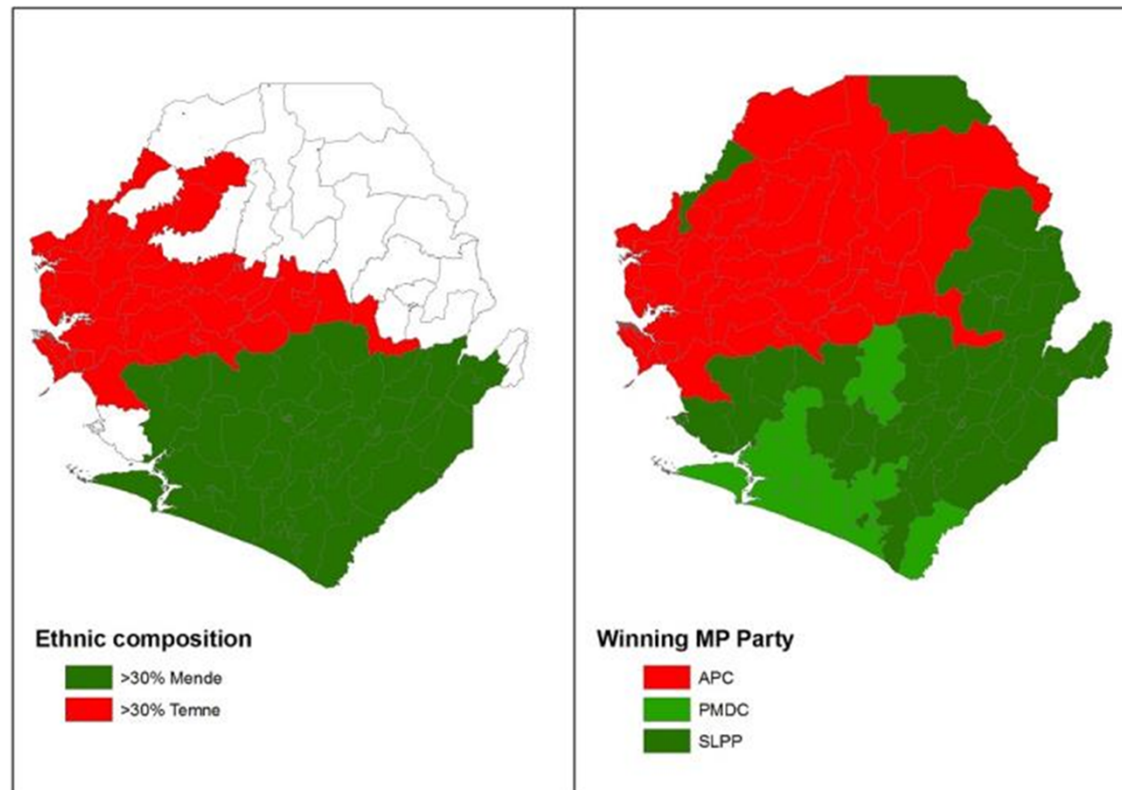 Ethnic composition
>30% Mende
>30% Temne
Winning MP Party
APC
PMDC
SLPP